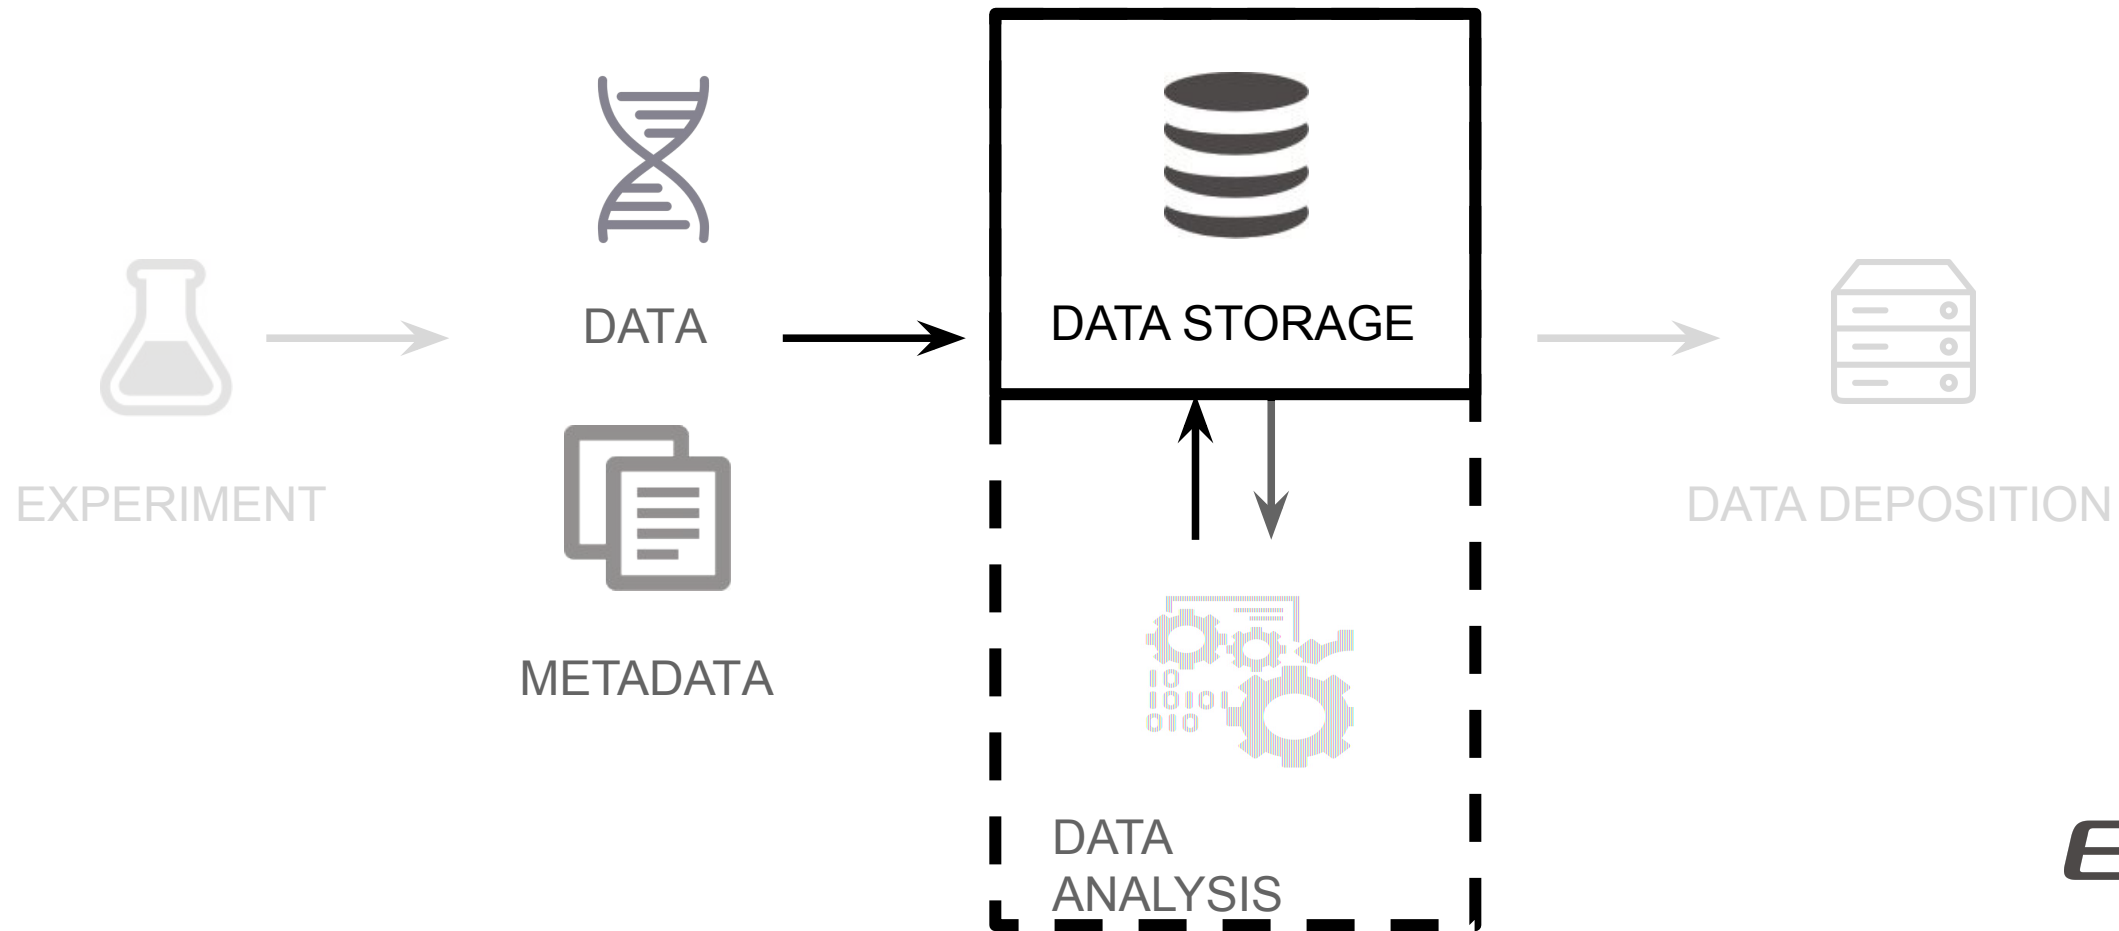 DATA
DATA STORAGE
EXPERIMENT
METADATA
DATA
ANALYSIS
DATA DEPOSITION